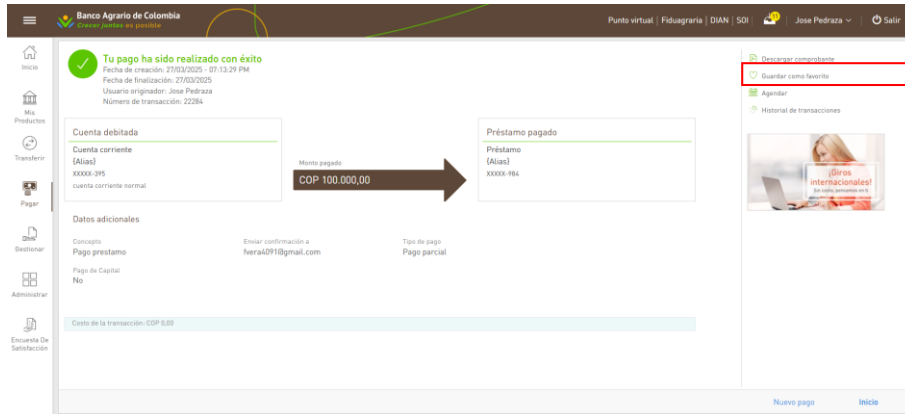 Banco Agrario de Colombia
Crecer juntos es posible
Punto virtual | Fiduagraria | DIAN | SOI | Jose Pedraza Salir
Inicio
Mis
Productos
Transferir
Pagar
Gestionar
Administrar
Encuesta De
Satisfacción
Tu pago ha sido realizado con éxito
Fecha de creación: 27/03/2025 - 07:13:29 PM
Fecha de finalización: 27/03/2025
Usuario originador: Jose Pedraza
Número de transacción: 22284
Cuenta debitada
Cuenta corriente
(Alias)
XXXXX-395
cuenta corriente normal
Monto pagado
COP 100.000,00
Préstamo pagado
Préstamo
(Alias)
XXXXX-984
Datos adicionales
Concepto
Pago prestamo
Enviar confirmación a
fvera4091@gmail.com
Tipo de pago
Pago parcial
Pago de Capital
No
Costo de la transacción: COP 0,00
Descargar comprobante
Guardar como favorito
Agendar
Historial de transacciones
¡Giros
internacionales!
Sin costo, pensamos en ti
Nuevo pago
Inicio